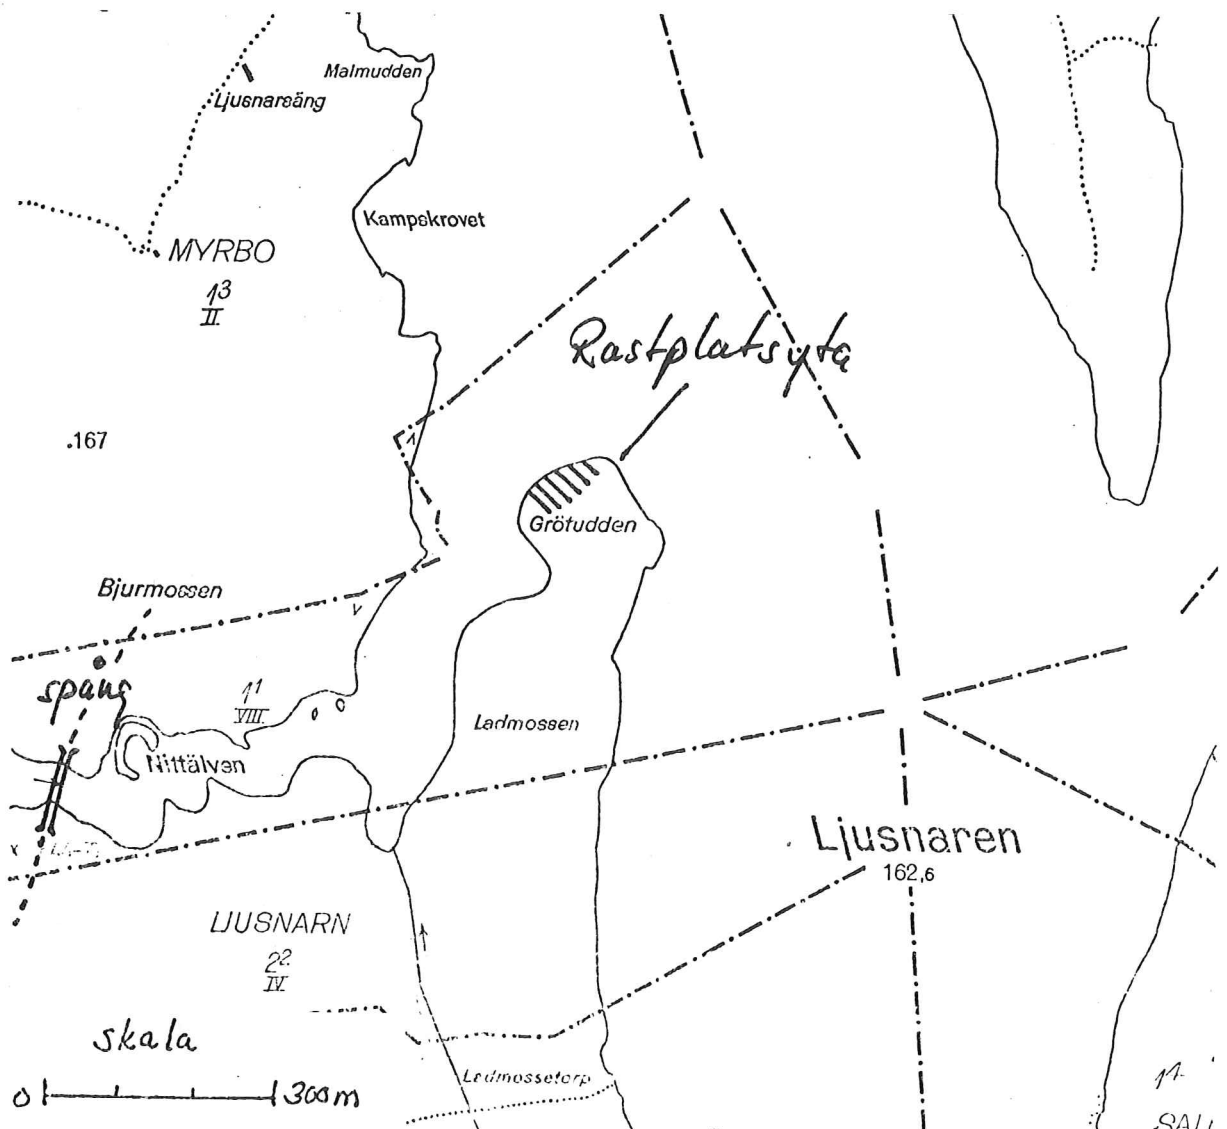 Malmudden
Ljusnarsäng
Kampskrovet
MYRBO
1³
II.
Rastplatsyta
.167
Grötudden
Bjurmossen
spång
1¹
VIII.
Ladmossen
Nittälven
Ljusnaren
162,6
LJUSNARN
2²
IV.
skala
Ladmossetorp
0 300m